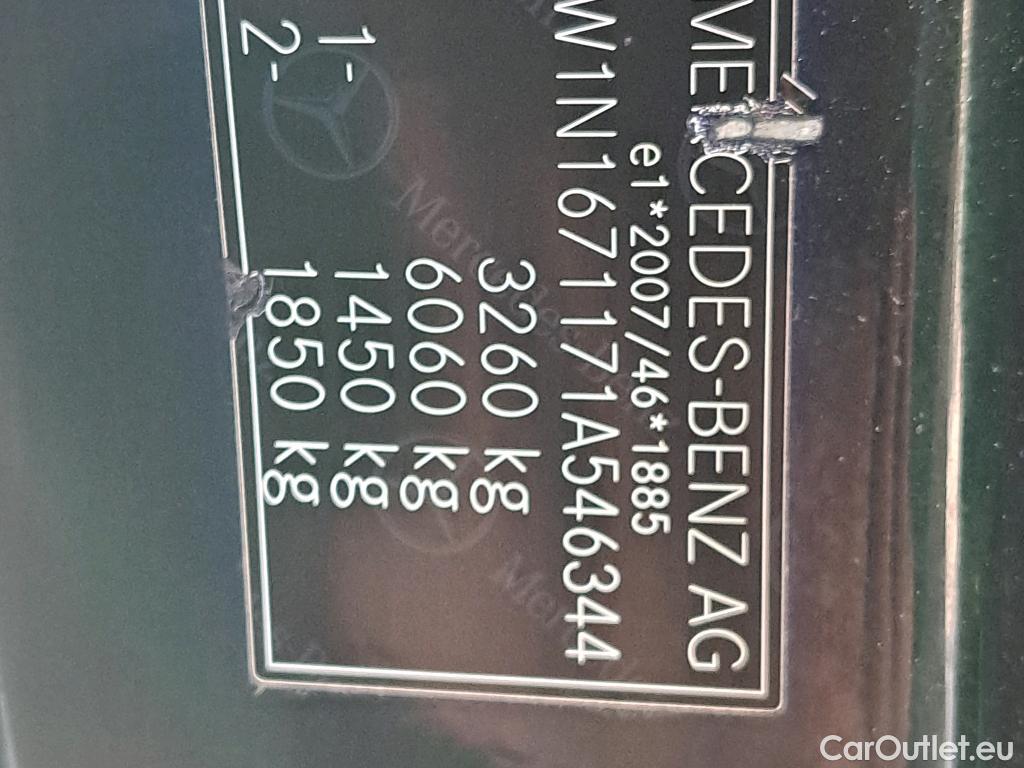 MERCEDES-BENZ AG
e1*2007/46*1885
W1N1671171A546344
3260 kg
6060 kg
1- 1450 kg
2- 1850 kg
CarOutlet.eu